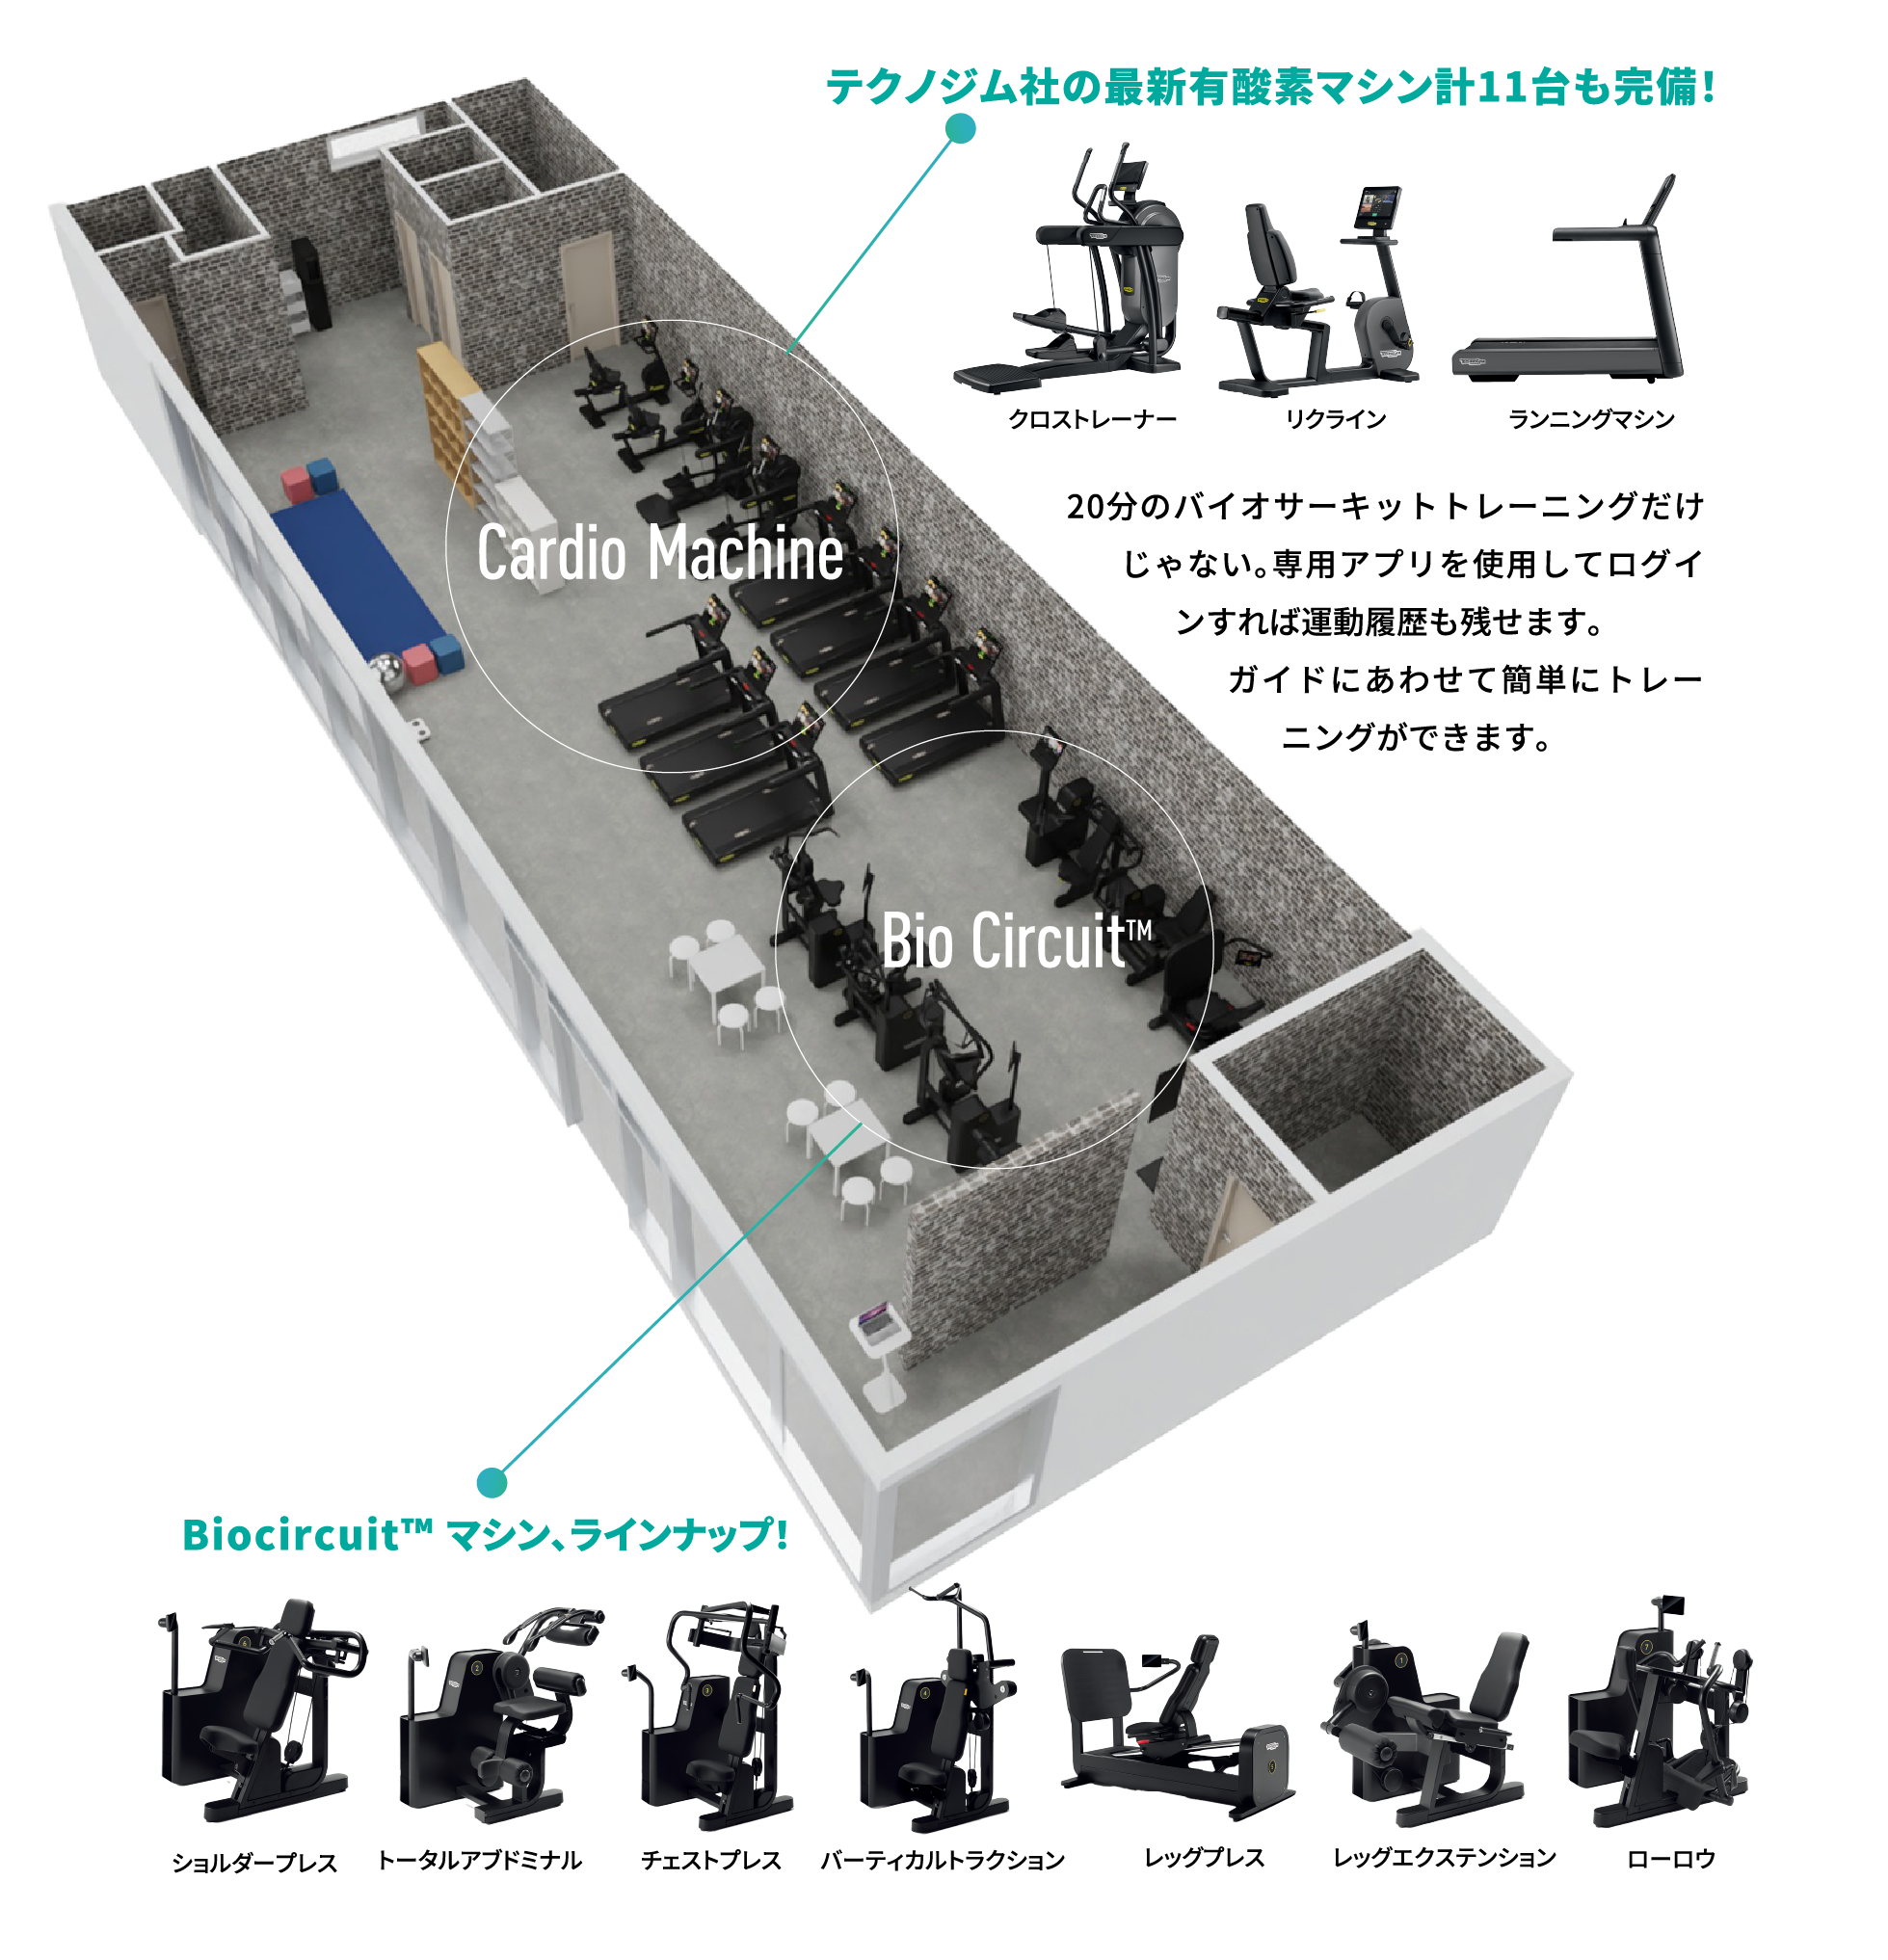 テクノジム社の最新有酸素マシン計11台も完備!
クロストレーナー
リクライン
ランニングマシン
20分のバイオサーキットトレーニングだけ
じゃない。専用アプリを使用してログイ
ンすれば運動履歴も残せます。
ガイドにあわせて簡単にトレー
ニングができます。
Cardio Machine
Bio Circuit™
Biocircuit™ マシン、ラインナップ!
ショルダープレス
トータルアブドミナル
チェストプレス
バーティカルトラクション
レッグプレス
レッグエクステンション
ローロウ